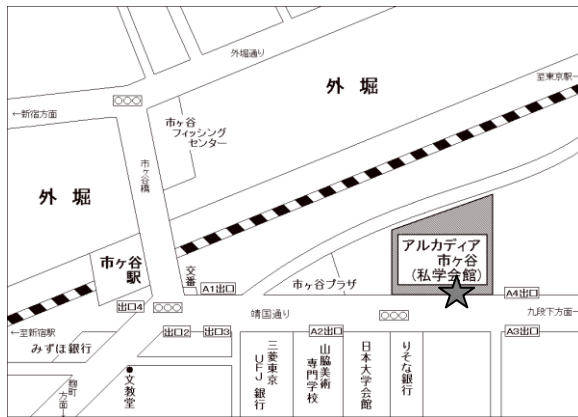 外堀通り
至東京駅→
外 堀
←新宿方面
市ヶ谷
フィッシング
センター
市ヶ谷橋
外 堀
アルカディア
市ヶ谷
(私学会館)
市ヶ谷
駅
交番
A1出口
市ヶ谷プラザ
A4出口
出口4
靖国通り
九段下方面→
←至新宿駅
出口2
出口3
A2出口
A3出口
みずほ銀行
麹町
方面
文教堂
三菱東京
UFJ銀行
山脇美術
専門学校
日本大学会館
りそな銀行